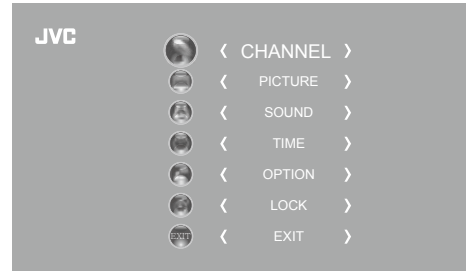 JVC
CHANNEL
PICTURE
SOUND
TIME
OPTION
LOCK
EXIT EXIT